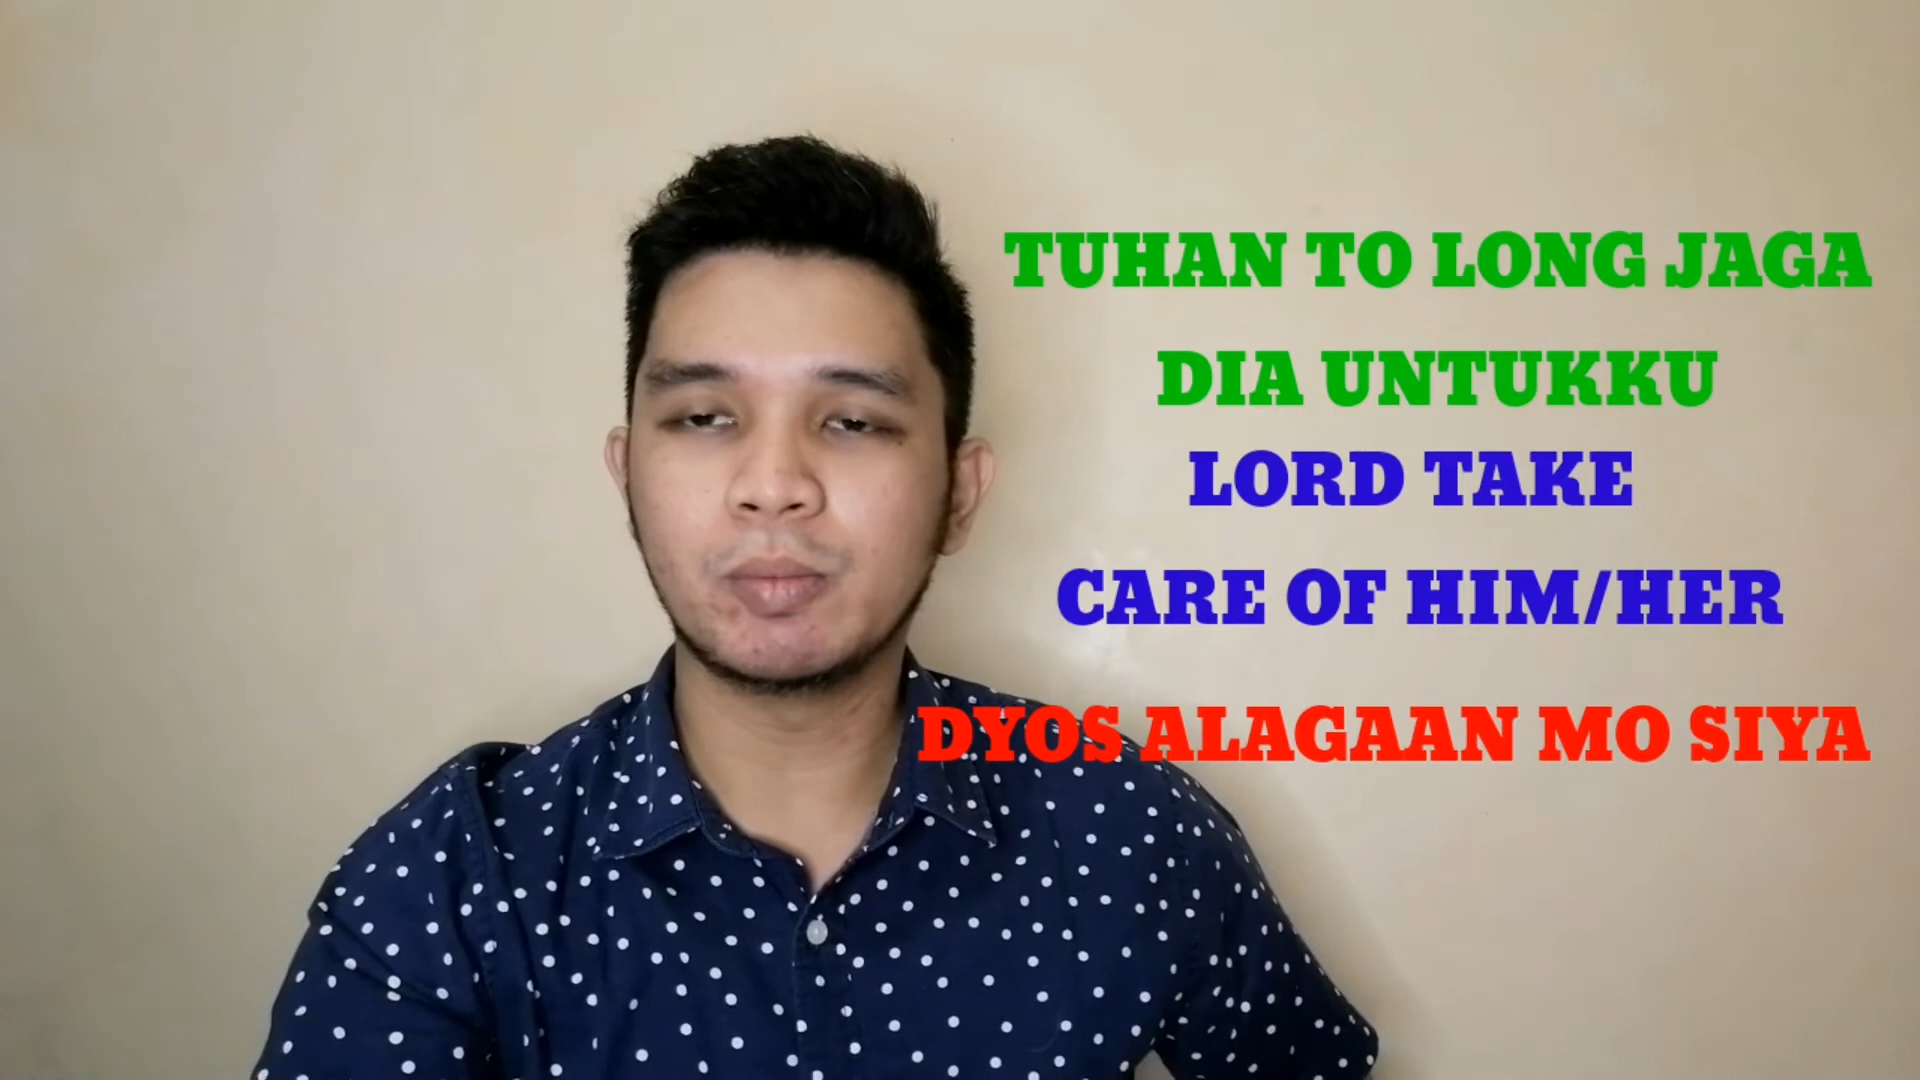 TUHAN TO LONG JAGA
DIA UNTUKKU
LORD TAKE
CARE OF HIM/HER
DYOS ALAGAAN MO SIYA